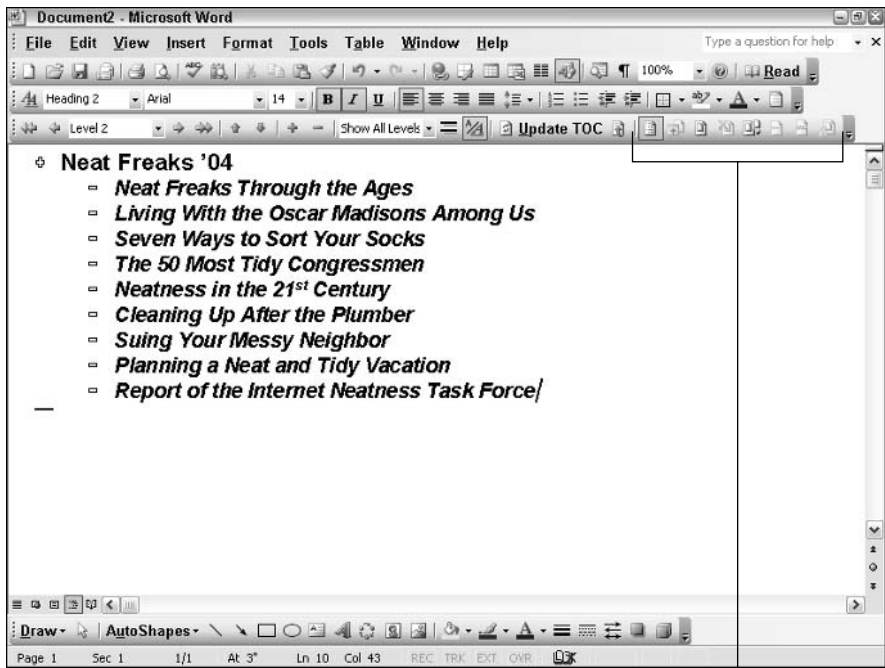 Document2 - Microsoft Word
File Edit View Insert Format Tools Table Window Help Type a question for help
100% Read
Heading 2 Arial 14 B I U
Level 2 Show All Levels Update TOC
Neat Freaks ’04
Neat Freaks Through the Ages
Living With the Oscar Madisons Among Us
Seven Ways to Sort Your Socks
The 50 Most Tidy Congressmen
Neatness in the 21st Century
Cleaning Up After the Plumber
Suing Your Messy Neighbor
Planning a Neat and Tidy Vacation
Report of the Internet Neatness Task Force
Draw AutoShapes
Page 1 Sec 1 1/1 At 3" Ln 10 Col 43 REC TRK EXT OVR